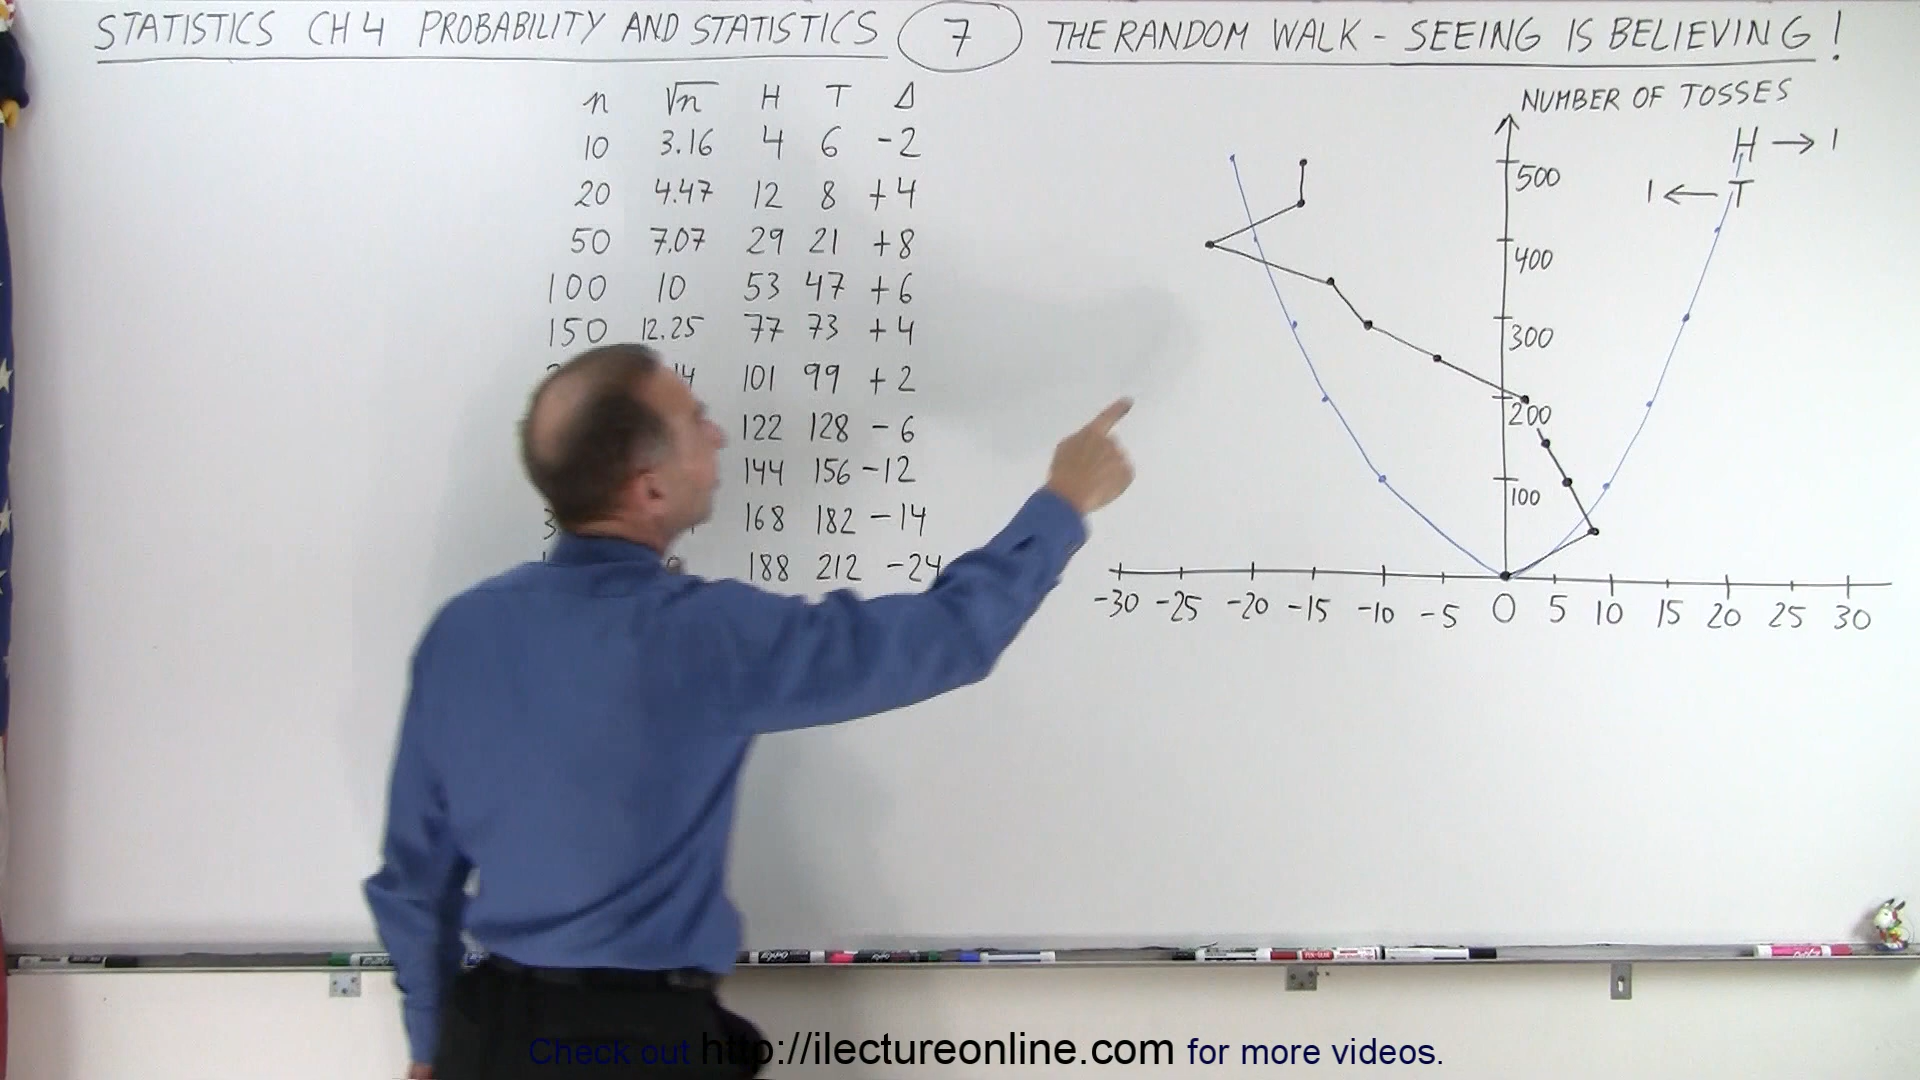 STATISTICS CH 4 PROBABILITY AND STATISTICS 7 THE RANDOM WALK - SEEING IS BELIEVING!
n √n H T Δ
10 3.16 4 6 -2
20 4.47 12 8 +4
50 7.07 29 21 +8
100 10 53 47 +6
150 12.25 77 73 +4
101 99 +2
122 128 -6
144 156 -12
168 182 -14
188 212 -24
NUMBER OF TOSSES
H → 1
1 ← T
500
400
300
200
100
-30 -25 -20 -15 -10 -5 0 5 10 15 20 25 30
Check out http://ilectureonline.com for more videos.